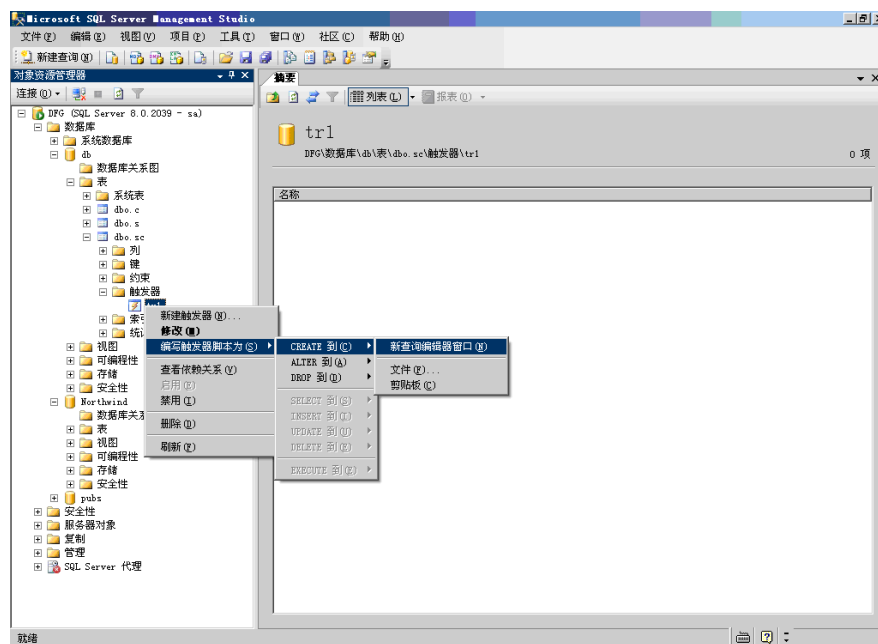 Microsoft SQL Server Management Studio
文件(F) 编辑(E) 视图(V) 项目(P) 工具(T) 窗口(W) 社区(C) 帮助(H)
新建查询(N)
对象资源管理器
连接(O)
DFG (SQL Server 8.0.2039 - sa)
数据库
系统数据库
db
数据库关系图
表
系统表
dbo.c
dbo.s
dbo.sc
列
键
约束
触发器
索引
统计
视图
可编程性
存储
安全性
Northwind
数据库关系
表
视图
可编程性
存储
安全性
pubs
安全性
服务器对象
复制
管理
SQL Server 代理
摘要
列表(L) 报表(O)
tr1
DFG\数据库\db\表\dbo.sc\触发器\tr1
0 项
名称
新建触发器(N)...
修改(M)
编写触发器脚本为(S)
查看依赖关系(V)
启用(E)
禁用(I)
删除(D)
刷新(F)
CREATE 到(C)
ALTER 到(A)
DROP 到(D)
SELECT 到(S)
INSERT 到(I)
UPDATE 到(U)
DELETE 到(E)
EXECUTE 到(E)
新查询编辑器窗口(N)
文件(F)...
剪贴板(C)
就绪